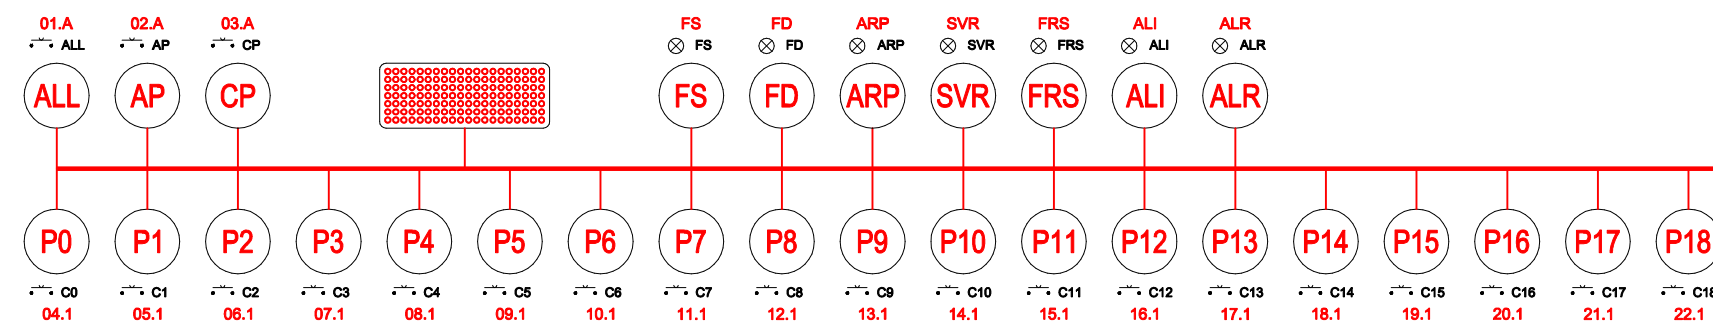 01.A 02.A 03.A FS FD ARP SVR FRS ALI ALR
ALL AP CP FS FD ARP SVR FRS ALI ALR
ALL AP CP FS FD ARP SVR FRS ALI ALR
P0 P1 P2 P3 P4 P5 P6 P7 P8 P9 P10 P11 P12 P13 P14 P15 P16 P17 P18
C0 C1 C2 C3 C4 C5 C6 C7 C8 C9 C10 C11 C12 C13 C14 C15 C16 C17 C18
04.1 05.1 06.1 07.1 08.1 09.1 10.1 11.1 12.1 13.1 14.1 15.1 16.1 17.1 18.1 19.1 20.1 21.1 22.1